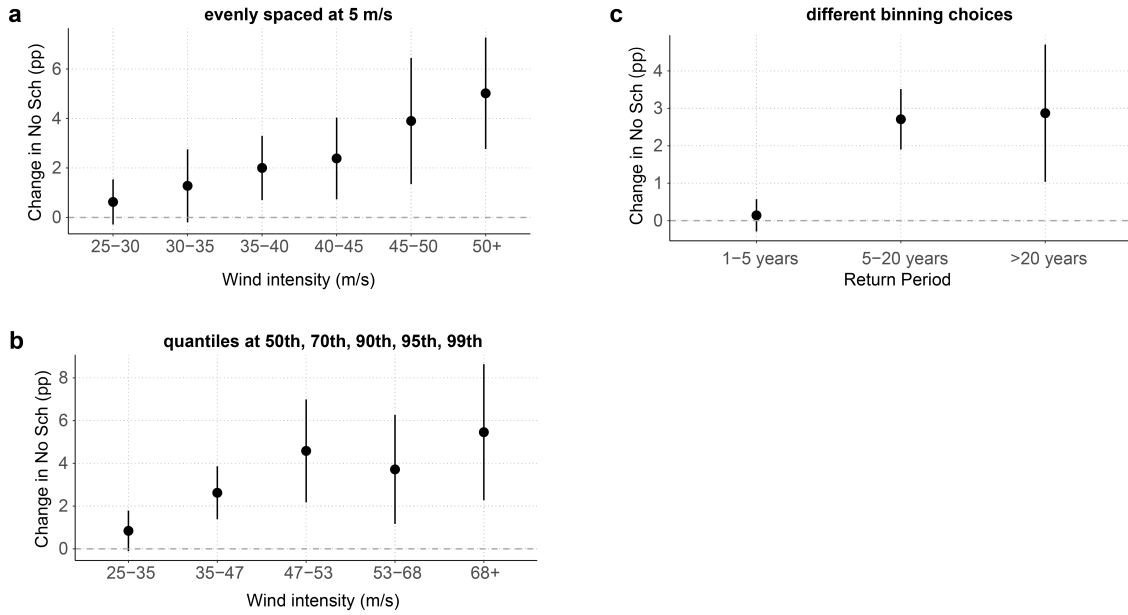 a
evenly spaced at 5 m/s
Change in No Sch (pp)
6
4
2
0
25−30 30−35 35−40 40−45 45−50 50+
Wind intensity (m/s)
b
quantiles at 50th, 70th, 90th, 95th, 99th
Change in No Sch (pp)
8
6
4
2
0
25−35 35−47 47−53 53−68 68+
Wind intensity (m/s)
c
different binning choices
Change in No Sch (pp)
4
3
2
1
0
1−5 years 5−20 years >20 years
Return Period